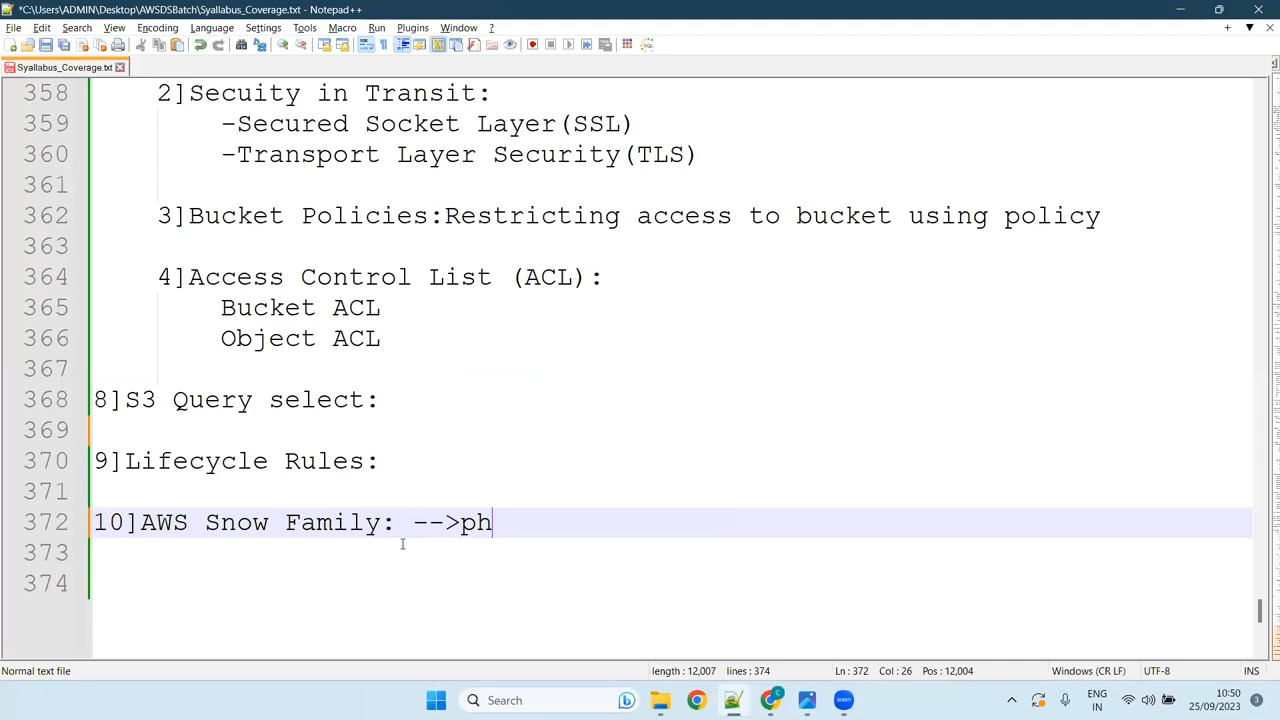 *C:\Users\ADMIN\Desktop\AWSDSBatch\Syallabus_Coverage.txt - Notepad++
File Edit Search View Encoding Language Settings Tools Macro Run Plugins Window ?
Syallabus_Coverage.txt
358 2]Secuity in Transit:
359 -Secured Socket Layer(SSL)
360 -Transport Layer Security(TLS)
361
362 3]Bucket Policies:Restricting access to bucket using policy
363
364 4]Access Control List (ACL):
365 Bucket ACL
366 Object ACL
367
368 8]S3 Query select:
369
370 9]Lifecycle Rules:
371
372 10]AWS Snow Family: -->ph
373
374
Normal text file length : 12,007 lines : 374 Ln : 372 Col : 26 Pos : 12,004 Windows (CR LF) UTF-8 INS
Search ENG IN 10:50 25/09/2023 3